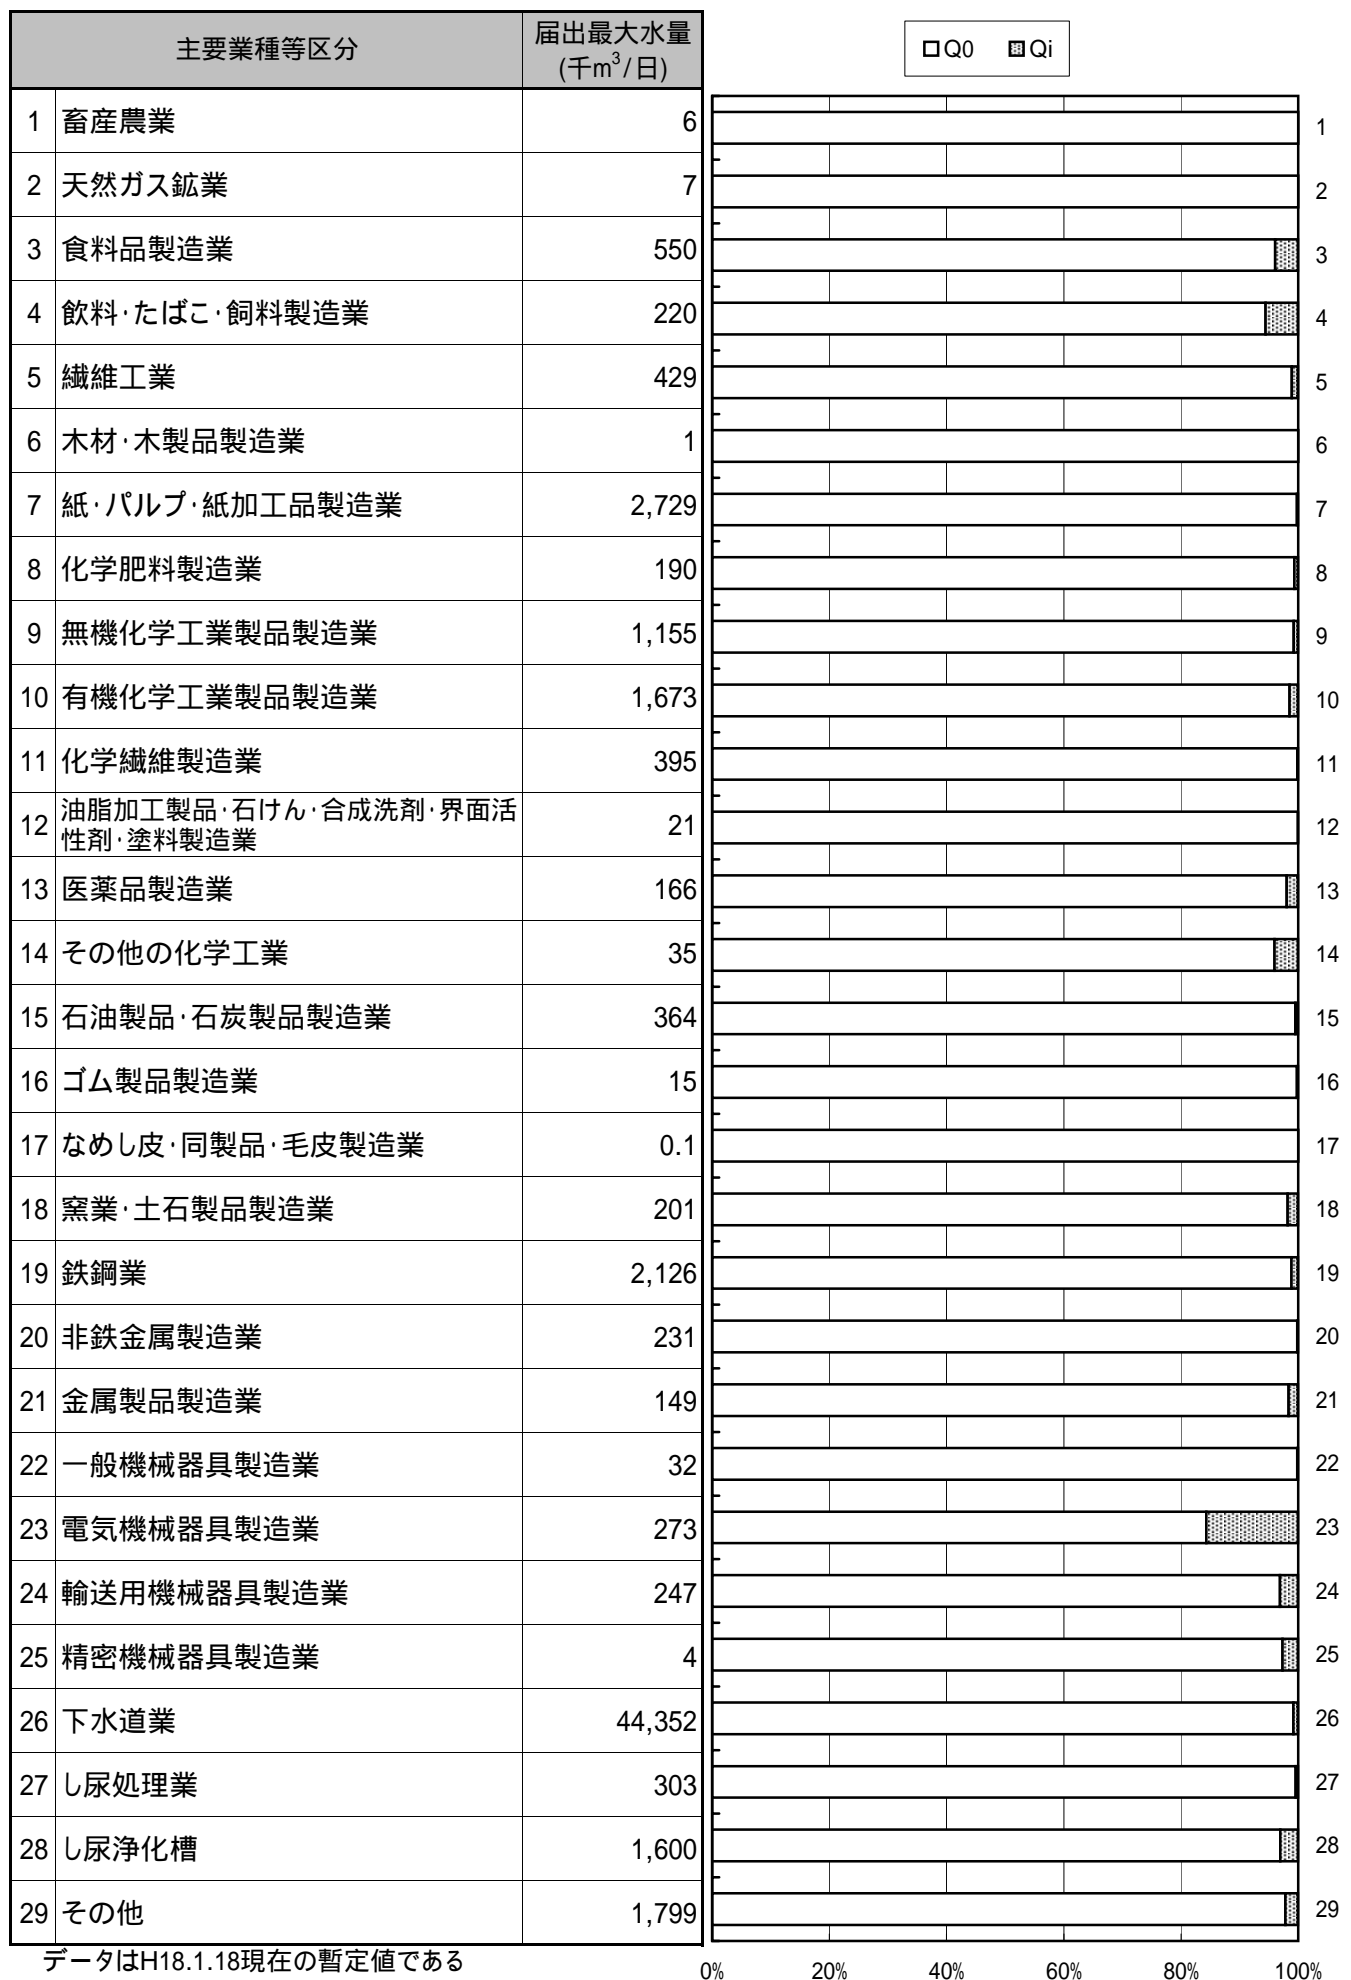 主要業種等区分 届出最大水量
(千m³/日)
□Q0 Qi
1 畜産農業 6 1
2 天然ガス鉱業 7 2
3 食料品製造業 550 3
4 飲料・たばこ・飼料製造業 220 4
5 繊維工業 429 5
6 木材・木製品製造業 1 6
7 紙・パルプ・紙加工品製造業 2,729 7
8 化学肥料製造業 190 8
9 無機化学工業製品製造業 1,155 9
10 有機化学工業製品製造業 1,673 10
11 化学繊維製造業 395 11
12 油脂加工製品・石けん・合成洗剤・界面活
性剤・塗料製造業 21 12
13 医薬品製造業 166 13
14 その他の化学工業 35 14
15 石油製品・石炭製品製造業 364 15
16 ゴム製品製造業 15 16
17 なめし皮・同製品・毛皮製造業 0.1 17
18 窯業・土石製品製造業 201 18
19 鉄鋼業 2,126 19
20 非鉄金属製造業 231 20
21 金属製品製造業 149 21
22 一般機械器具製造業 32 22
23 電気機械器具製造業 273 23
24 輸送用機械器具製造業 247 24
25 精密機械器具製造業 4 25
26 下水道業 44,352 26
27 し尿処理業 303 27
28 し尿浄化槽 1,600 28
29 その他 1,799 29
データはH18.1.18現在の暫定値である
0% 20% 40% 60% 80% 100%